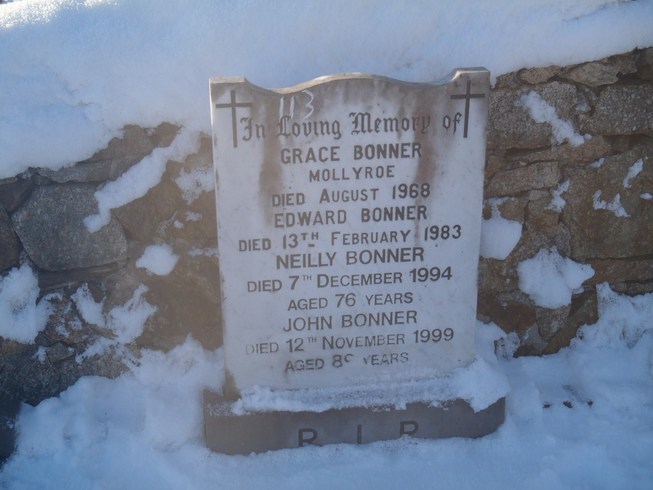 113
In Loving Memory of
GRACE BONNER
MOLLYROE
DIED AUGUST 1968
EDWARD BONNER
DIED 13TH FEBRUARY 1983
NEILLY BONNER
DIED 7TH DECEMBER 1994
AGED 76 YEARS
JOHN BONNER
DIED 12TH NOVEMBER 1999
AGED YEARS
R I P